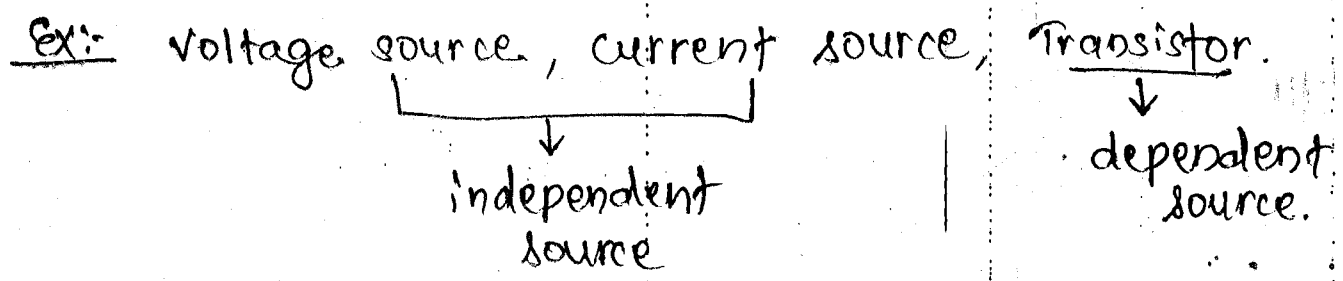 Ex:- Voltage source, current source, Transistor.
↓ ↓
independent dependent
source source.